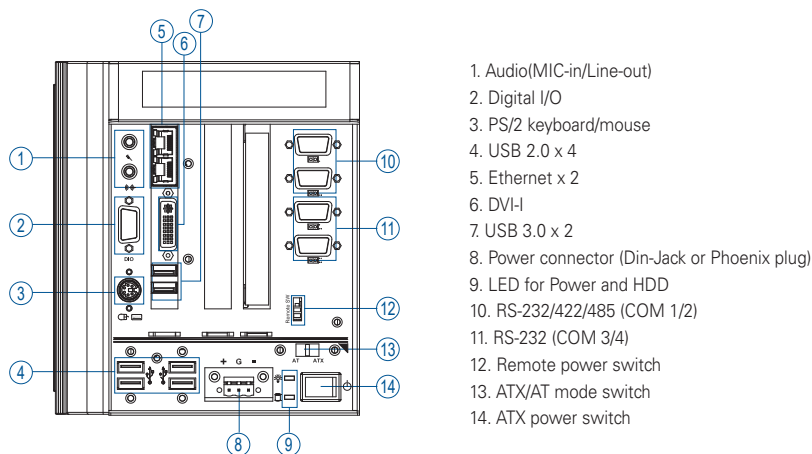 5
7
6
1
10
2
11
DIO
3
Remote SW
12
13
AT ATX
+ G -
4
14
8
9
1. Audio(MIC-in/Line-out)
2. Digital I/O
3. PS/2 keyboard/mouse
4. USB 2.0 x 4
5. Ethernet x 2
6. DVI-I
7. USB 3.0 x 2
8. Power connector (Din-Jack or Phoenix plug)
9. LED for Power and HDD
10. RS-232/422/485 (COM 1/2)
11. RS-232 (COM 3/4)
12. Remote power switch
13. ATX/AT mode switch
14. ATX power switch